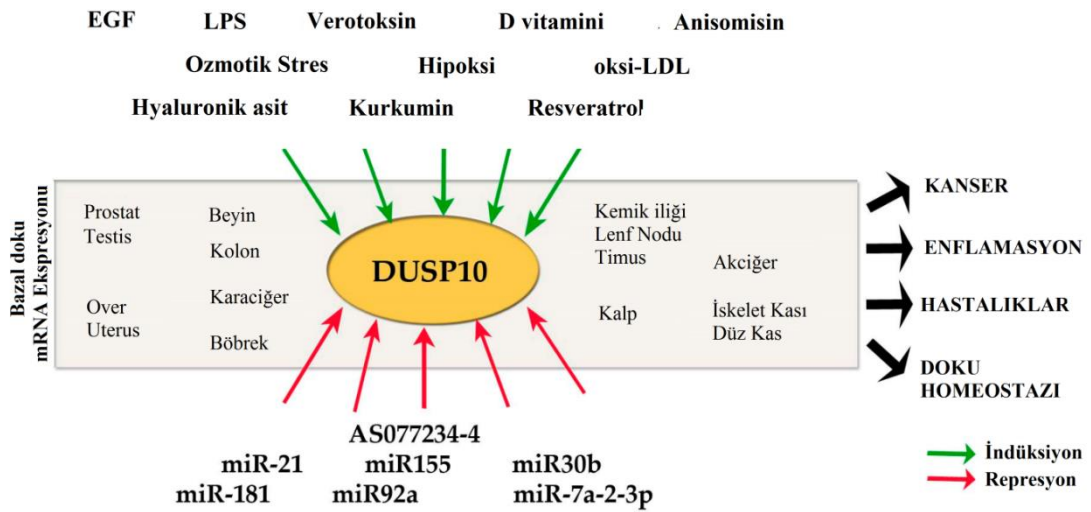 EGF LPS Verotoksin D vitamini Anisomisin
Ozmotik Stres Hipoksi oksi-LDL
Hyaluronik asit Kurkumin Resveratrol
Bazal doku
mRNA Ekspresyonu
Prostat
Testis
Over
Uterus
Beyin
Kolon
Karaciğer
Böbrek
DUSP10
Kemik iliği
Lenf Nodu
Timus
Kalp
Akciğer
İskelet Kası
Düz Kas
KANSER
ENFLAMASYON
HASTALIKLAR
DOKU
HOMEOSTAZI
AS077234-4
miR-21 miR155 miR30b
miR-181 miR92a miR-7a-2-3p
İndüksiyon
Represyon